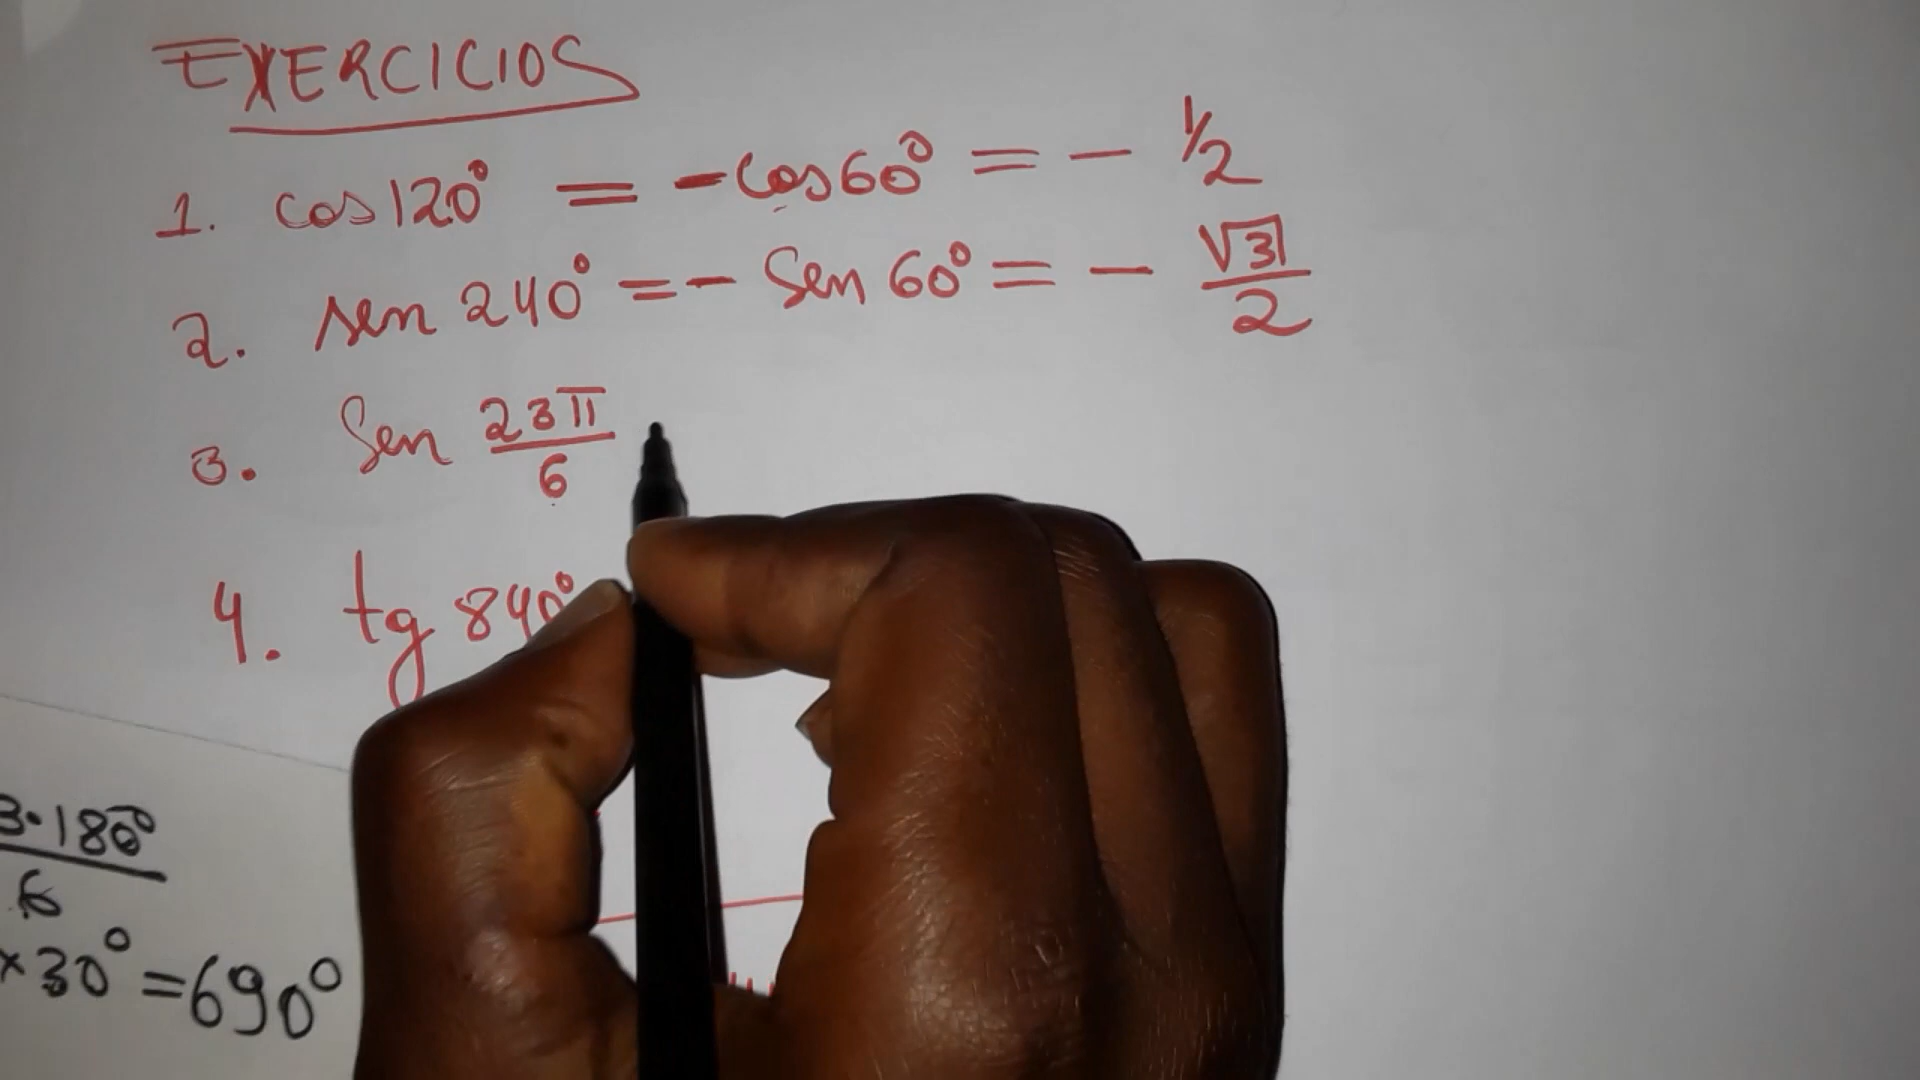 EXERCICIOS
1. cos120° = -cos60° = - 1/2
2. sen 240° = - Sen 60° = - √3/2
3. Sen 23π/6
4. tg 840°
3.180°
6
x 30° = 690°